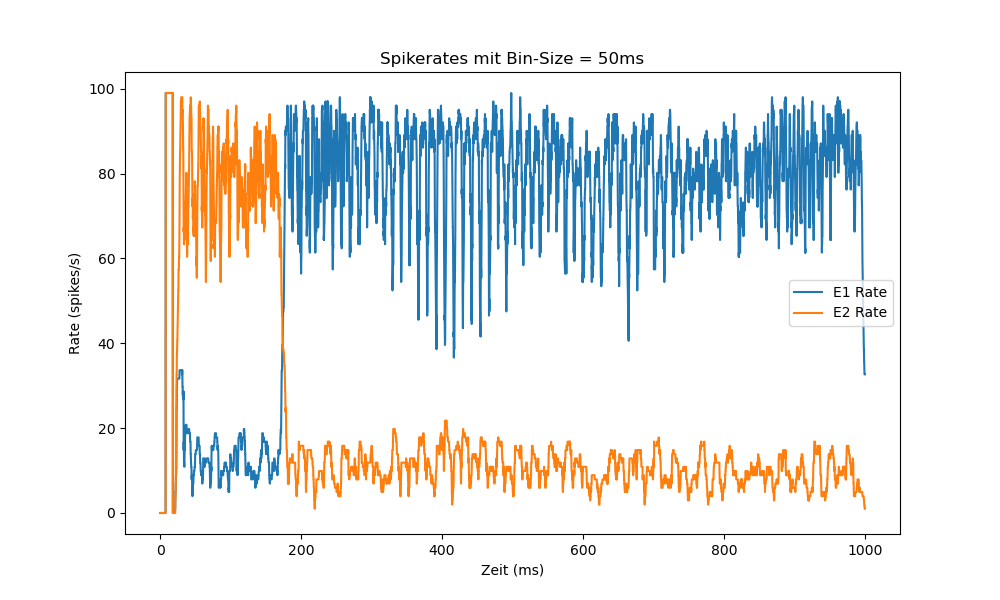 Spikerates mit Bin-Size = 50ms
Rate (spikes/s)
100
80
60
40
20
0
E1 Rate
E2 Rate
0 200 400 600 800 1000
Zeit (ms)